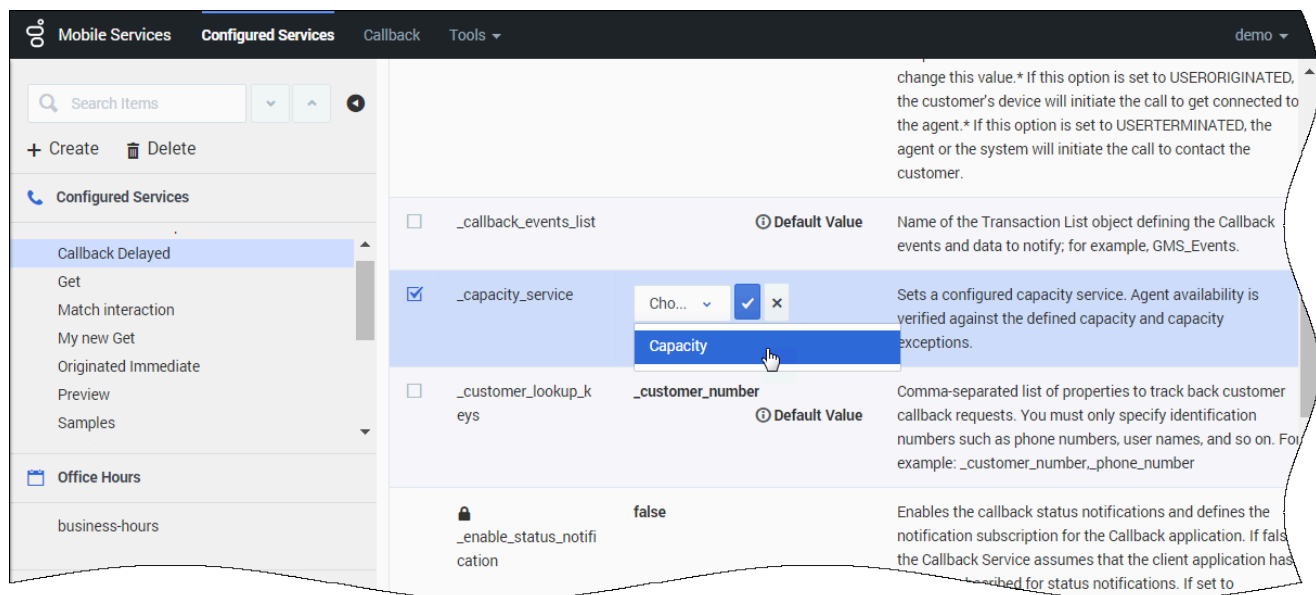 Mobile Services Configured Services Callback Tools demo
Search Items
+ Create Delete
Configured Services
Callback Delayed
Get
Match interaction
My new Get
Originated Immediate
Preview
Samples
Office Hours
business-hours
change this value.* If this option is set to USERORIGINATED,
the customer's device will initiate the call to get connected to
the agent.* If this option is set to USERTERMINATED, the
agent or the system will initiate the call to contact the
customer.
_callback_events_list
Default Value
Name of the Transaction List object defining the Callback
events and data to notify; for example, GMS_Events.
_capacity_service
Cho...
Capacity
Sets a configured capacity service. Agent availability is
verified against the defined capacity and capacity
exceptions.
_customer_lookup_k
eys
_customer_number
Default Value
Comma-separated list of properties to track back customer
callback requests. You must only specify identification
numbers such as phone numbers, user names, and so on. For
example: _customer_number,_phone_number
_enable_status_notifi
cation
false
Enables the callback status notifications and defines the
notification subscription for the Callback application. If fals
the Callback Service assumes that the client application has
for status notifications. If set to